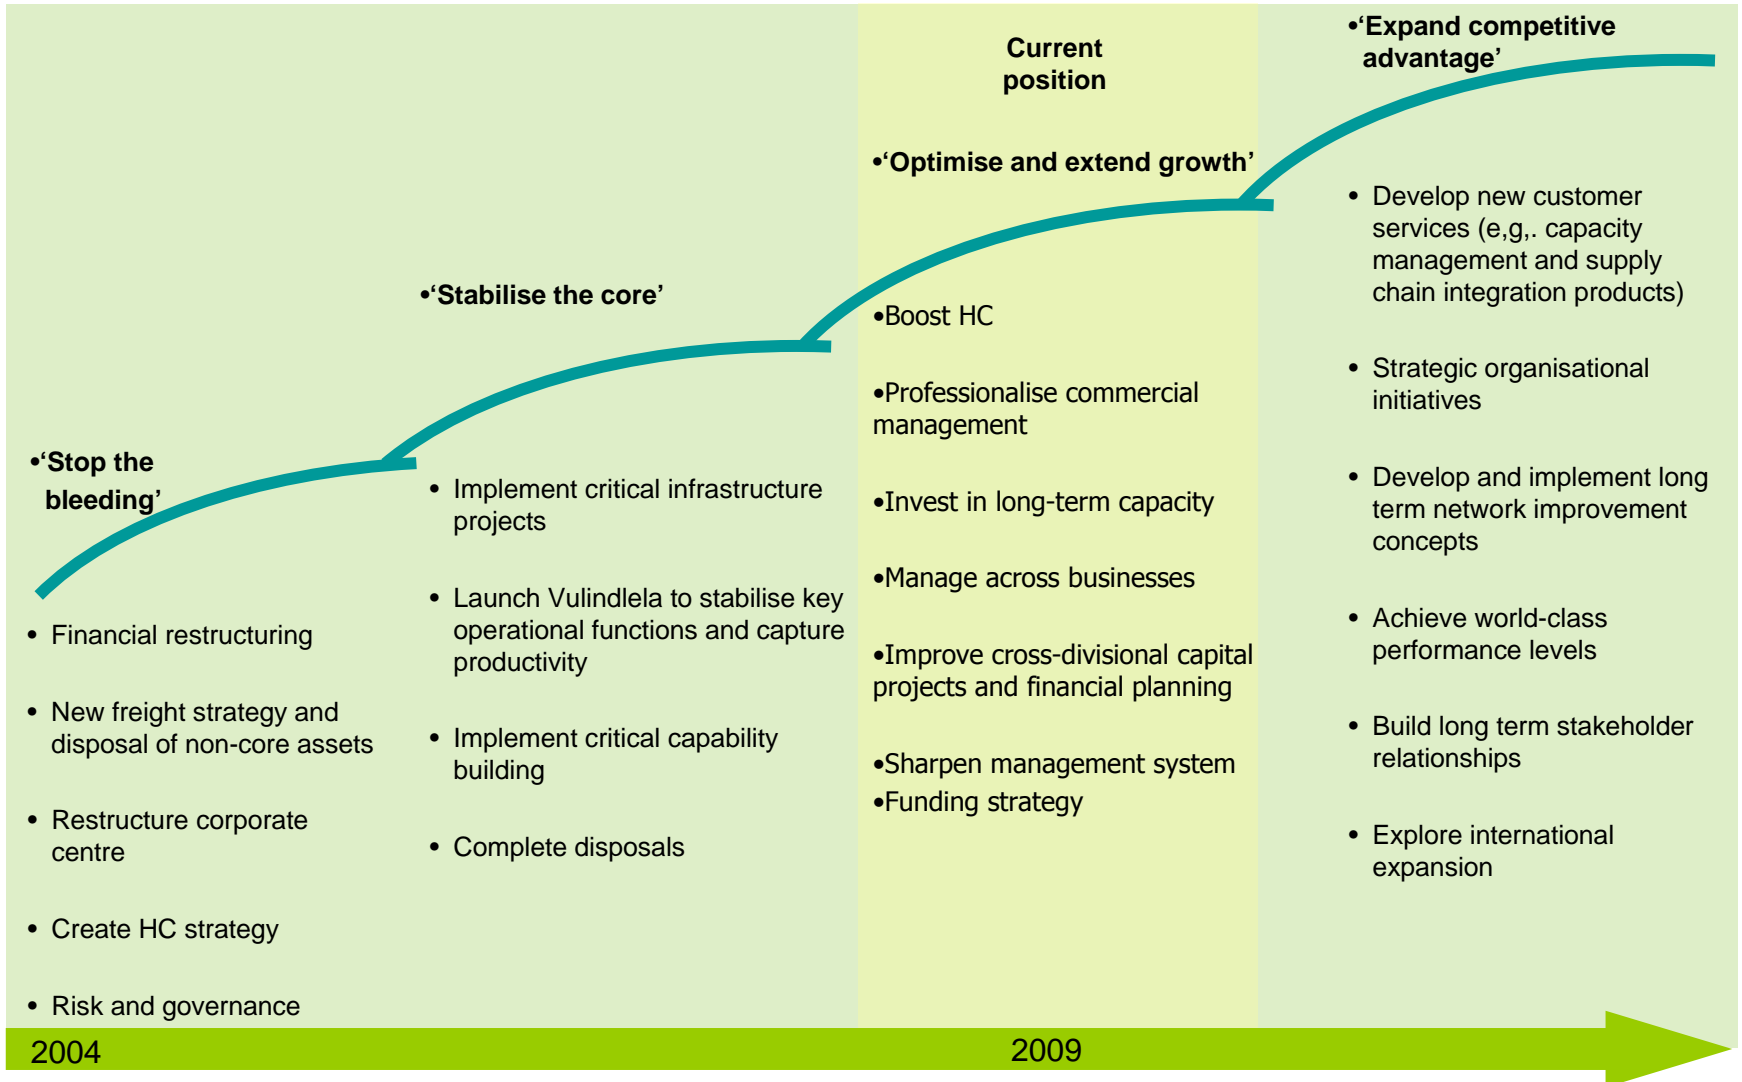 •‘Stop the
bleeding’
• Financial restructuring
• New freight strategy and
disposal of non-core assets
• Restructure corporate
centre
• Create HC strategy
• Risk and governance
•‘Stabilise the core’
• Implement critical infrastructure
projects
• Launch Vulindlela to stabilise key
operational functions and capture
productivity
• Implement critical capability
building
• Complete disposals
Current
position
•‘Optimise and extend growth’
•Boost HC
•Professionalise commercial
management
•Invest in long-term capacity
•Manage across businesses
•Improve cross-divisional capital
projects and financial planning
•Sharpen management system
•Funding strategy
•‘Expand competitive
advantage’
• Develop new customer
services (e,g,. capacity
management and supply
chain integration products)
• Strategic organisational
initiatives
• Develop and implement long
term network improvement
concepts
• Achieve world-class
performance levels
• Build long term stakeholder
relationships
• Explore international
expansion
2004
2009